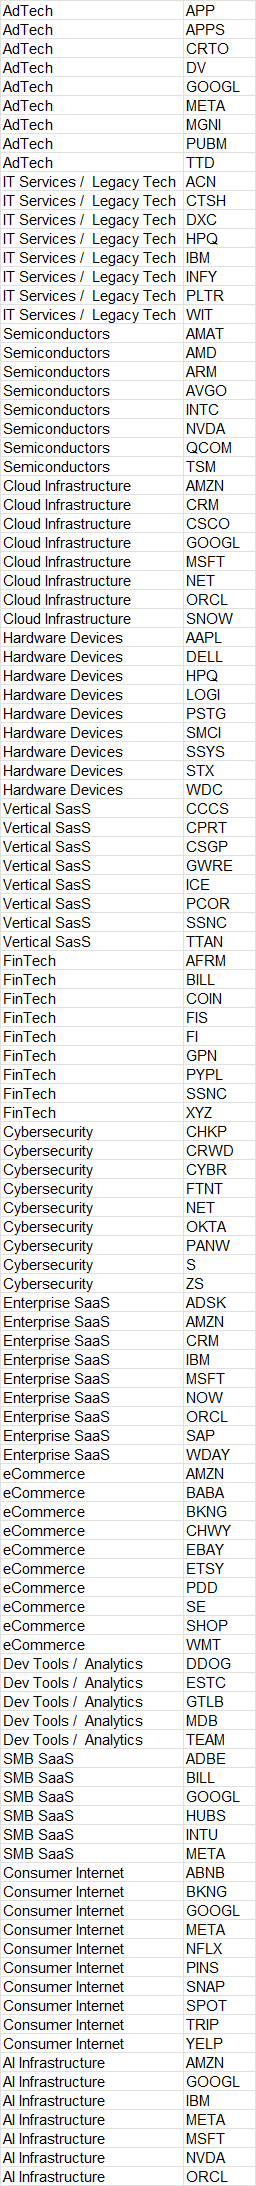 AdTech APP
AdTech APPS
AdTech CRTO
AdTech DV
AdTech GOOGL
AdTech META
AdTech MGNI
AdTech PUBM
AdTech TTD
IT Services /  Legacy Tech ACN
IT Services /  Legacy Tech CTSH
IT Services /  Legacy Tech DXC
IT Services /  Legacy Tech HPQ
IT Services /  Legacy Tech IBM
IT Services /  Legacy Tech INFY
IT Services /  Legacy Tech PLTR
IT Services /  Legacy Tech WIT
Semiconductors AMAT
Semiconductors AMD
Semiconductors ARM
Semiconductors AVGO
Semiconductors INTC
Semiconductors NVDA
Semiconductors QCOM
Semiconductors TSM
Cloud Infrastructure AMZN
Cloud Infrastructure CRM
Cloud Infrastructure CSCO
Cloud Infrastructure GOOGL
Cloud Infrastructure MSFT
Cloud Infrastructure NET
Cloud Infrastructure ORCL
Cloud Infrastructure SNOW
Hardware Devices AAPL
Hardware Devices DELL
Hardware Devices HPQ
Hardware Devices LOGI
Hardware Devices PSTG
Hardware Devices SMCI
Hardware Devices SSYS
Hardware Devices STX
Hardware Devices WDC
Vertical SasS CCCS
Vertical SasS CPRT
Vertical SasS CSGP
Vertical SasS GWRE
Vertical SasS ICE
Vertical SasS PCOR
Vertical SasS SSNC
Vertical SasS TTAN
FinTech AFRM
FinTech BILL
FinTech COIN
FinTech FIS
FinTech FI
FinTech GPN
FinTech PYPL
FinTech SSNC
FinTech XYZ
Cybersecurity CHKP
Cybersecurity CRWD
Cybersecurity CYBR
Cybersecurity FTNT
Cybersecurity NET
Cybersecurity OKTA
Cybersecurity PANW
Cybersecurity S
Cybersecurity ZS
Enterprise SaaS ADSK
Enterprise SaaS AMZN
Enterprise SaaS CRM
Enterprise SaaS IBM
Enterprise SaaS MSFT
Enterprise SaaS NOW
Enterprise SaaS ORCL
Enterprise SaaS SAP
Enterprise SaaS WDAY
eCommerce AMZN
eCommerce BABA
eCommerce BKNG
eCommerce CHWY
eCommerce EBAY
eCommerce ETSY
eCommerce PDD
eCommerce SE
eCommerce SHOP
eCommerce WMT
Dev Tools /  Analytics DDOG
Dev Tools /  Analytics ESTC
Dev Tools /  Analytics GTLB
Dev Tools /  Analytics MDB
Dev Tools /  Analytics TEAM
SMB SaaS ADBE
SMB SaaS BILL
SMB SaaS GOOGL
SMB SaaS HUBS
SMB SaaS INTU
SMB SaaS META
Consumer Internet ABNB
Consumer Internet BKNG
Consumer Internet GOOGL
Consumer Internet META
Consumer Internet NFLX
Consumer Internet PINS
Consumer Internet SNAP
Consumer Internet SPOT
Consumer Internet TRIP
Consumer Internet YELP
AI Infrastructure AMZN
AI Infrastructure GOOGL
AI Infrastructure IBM
AI Infrastructure META
AI Infrastructure MSFT
AI Infrastructure NVDA
AI Infrastructure ORCL